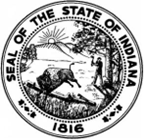 SEAL OF THE STATE OF INDIANA
1816